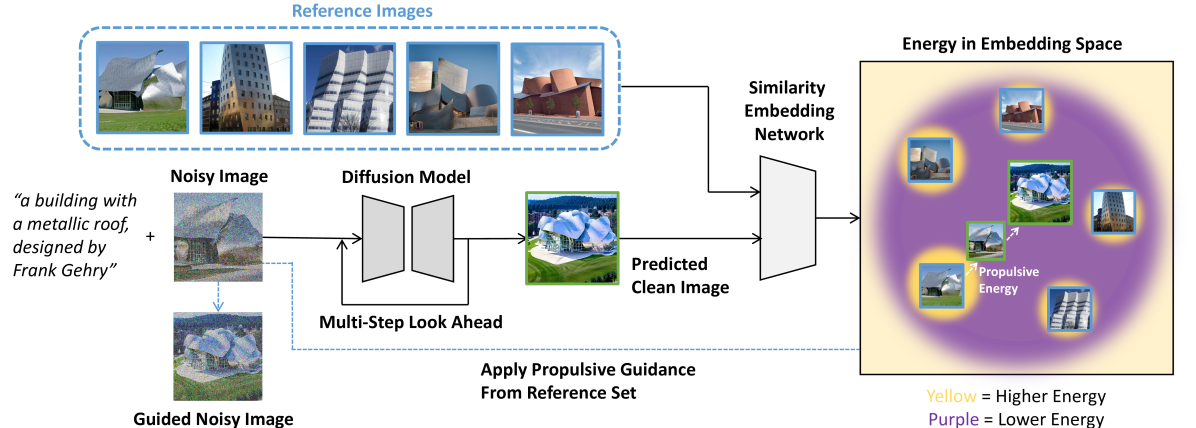 Reference Images
Energy in Embedding Space
Similarity
Embedding
Network
Noisy Image
Diffusion Model
“a building with
a metallic roof,
designed by
Frank Gehry”
+
Predicted
Clean Image
Propulsive
Energy
Multi-Step Look Ahead
Apply Propulsive Guidance
From Reference Set
Guided Noisy Image
Yellow = Higher Energy
Purple = Lower Energy